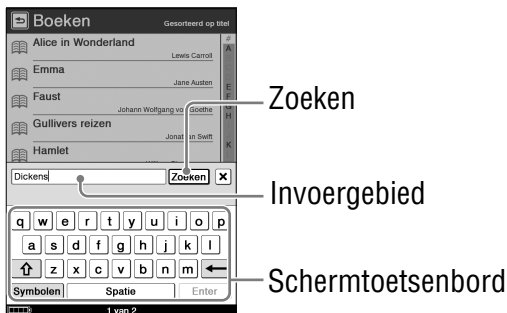 Boeken Gesorteerd op titel
#
Alice in Wonderland
A
Lewis Carroll
Emma
Jane Austen
E
Faust
F
Johann Wolfgang von Goethe
G
H
Gullivers reizen
Jonathan Swift
Hamlet
K
Dickens Zoeken
q w e r t y u i o p
a s d f g h j k l
z x c v b n m
Symbolen Spatie Enter
1 van 2
Zoeken
Invoergebied
Schermtoetsenbord